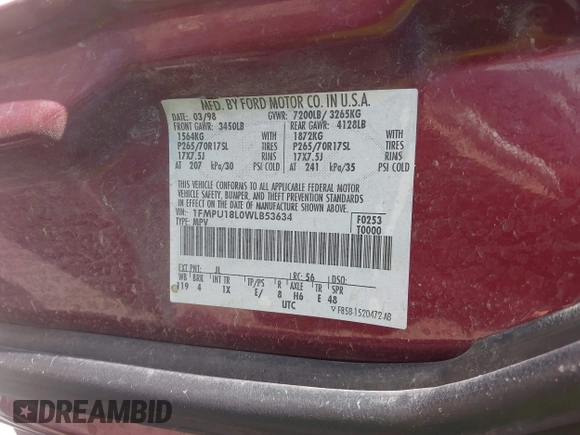 MFD. BY FORD MOTOR CO. IN U.S.A.
DATE: 03/98 GVWR: 7200LB/ 3265KG
FRONT GAWR: 3450LB REAR GAWR: 4128LB
1564KG WITH 1872KG WITH
P265/70R17SL TIRES P265/70R17SL TIRES
17X7.5J RIMS 17X7.5J RIMS
AT 207 kPa/30 PSI COLD AT 241 kPa/35 PSI COLD
THIS VEHICLE CONFORMS TO ALL APPLICABLE FEDERAL MOTOR
VEHICLE SAFETY, BUMPER, AND THEFT PREVENTION STANDARDS IN
EFFECT ON THE DATE OF MANUFACTURE SHOWN ABOVE.
VIN: 1FMPU18L0WLB53634 F0253
TYPE: MPV T0000
EXT PNT: JL RC: 56 DSO:
WB BRK INT TR TP/PS R AXLE TR SPR
119 4 1X E/ 8 H6 E 48
UTC
F85B-1520472-AB
DREAMBID